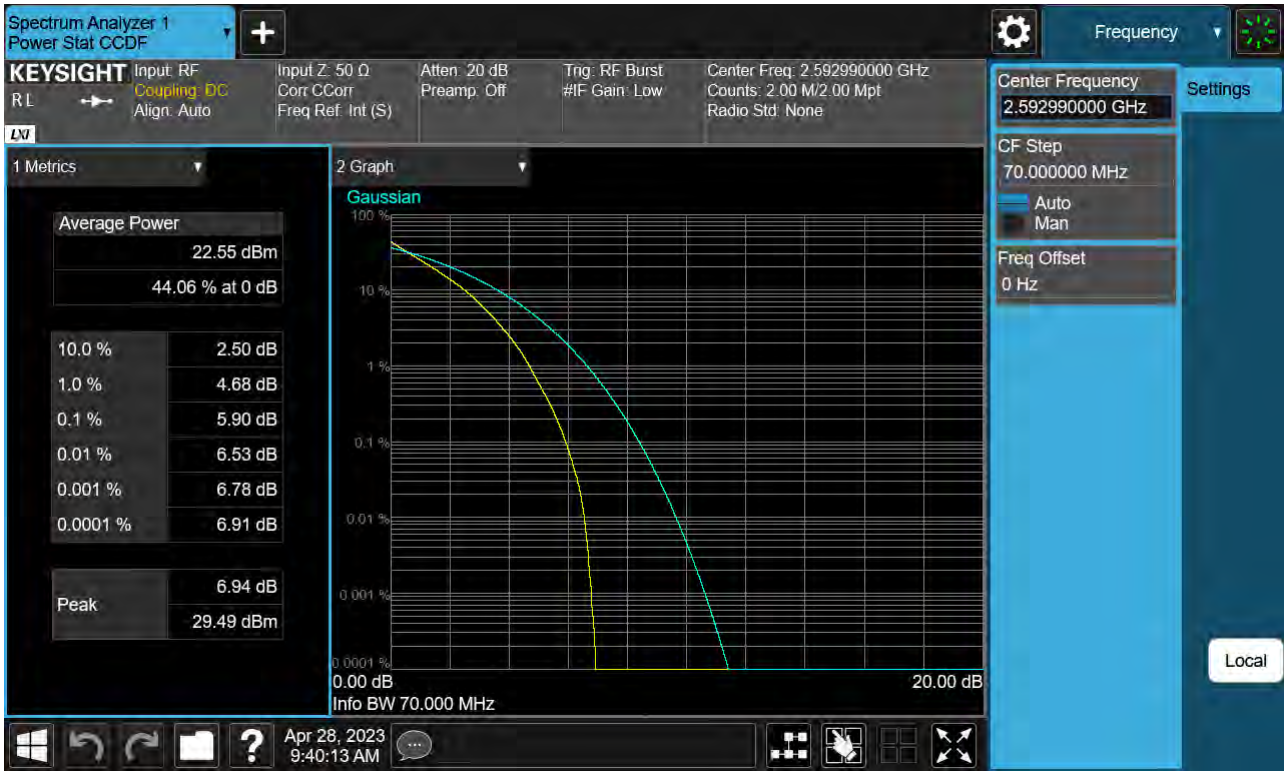 Spectrum Analyzer 1
Power Stat CCDF
Frequency
KEYSIGHT
RL
LXI
Input: RF
Coupling: DC
Align: Auto
Input Z: 50 Ω
Corr CCorr
Freq Ref: Int (S)
Atten: 20 dB
Preamp: Off
Trig: RF Burst
#IF Gain: Low
Center Freq: 2.592990000 GHz
Counts: 2.00 M/2.00 Mpt
Radio Std: None
Center Frequency
2.592990000 GHz
Settings
CF Step
70.000000 MHz
Auto
Man
Freq Offset
0 Hz
1 Metrics
Average Power
22.55 dBm
44.06 % at 0 dB
10.0 % 2.50 dB
1.0 % 4.68 dB
0.1 % 5.90 dB
0.01 % 6.53 dB
0.001 % 6.78 dB
0.0001 % 6.91 dB
Peak 6.94 dB
29.49 dBm
2 Graph
Gaussian
100 %
10 %
1 %
0.1 %
0.01 %
0.001 %
0.0001 %
0.00 dB 20.00 dB
Info BW 70.000 MHz
Local
? Apr 28, 2023
9:40:13 AM